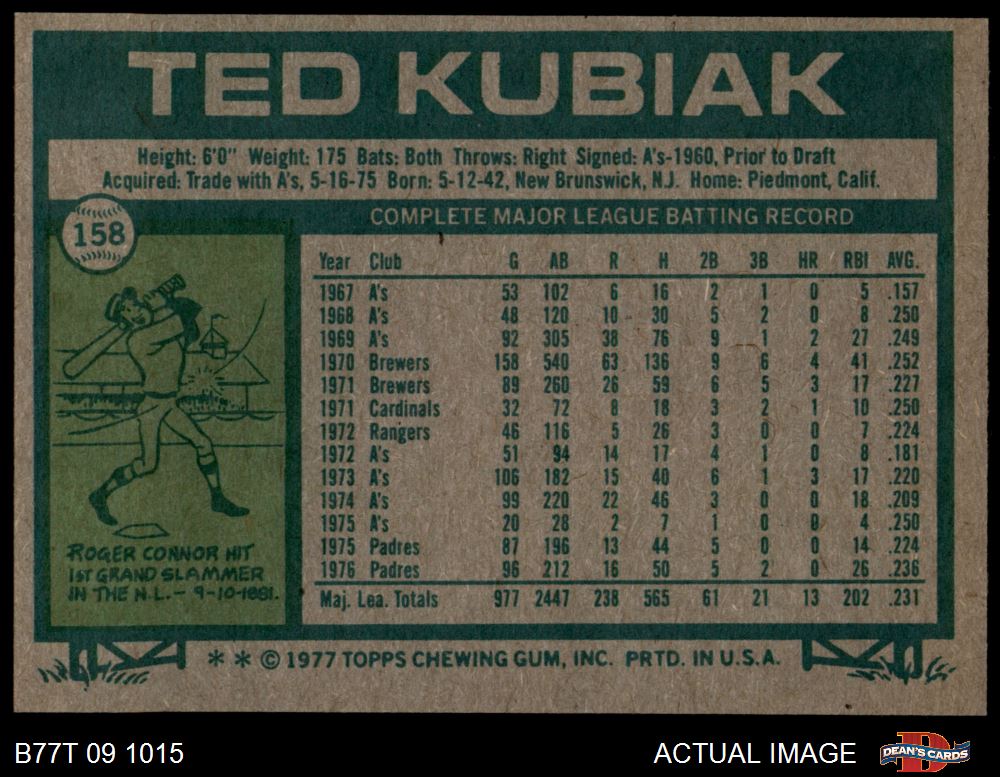 TED KUBIAK
Height: 6'0" Weight: 175 Bats: Both Throws: Right Signed: A's-1960, Prior to Draft
Acquired: Trade with A's, 5-16-75 Born: 5-12-42, New Brunswick, N.J. Home: Piedmont, Calif.
158
COMPLETE MAJOR LEAGUE BATTING RECORD
Year Club G AB R H 2B 3B HR RBI AVG.
1967 A's 53 102 6 16 2 1 0 5 .157
1968 A's 48 120 10 30 5 2 0 8 .250
1969 A's 92 305 38 76 9 1 2 27 .249
1970 Brewers 158 540 63 136 9 6 4 41 .252
1971 Brewers 89 260 26 59 6 5 3 17 .227
1971 Cardinals 32 72 8 18 3 2 1 10 .250
1972 Rangers 46 116 5 26 3 0 0 7 .224
1972 A's 51 94 14 17 4 1 0 8 .181
1973 A's 106 182 15 40 6 1 3 17 .220
1974 A's 99 220 22 46 3 0 0 18 .209
1975 A's 20 28 2 7 1 0 0 4 .250
1975 Padres 87 196 13 44 5 0 0 14 .224
1976 Padres 96 212 16 50 5 2 0 26 .236
Maj. Lea. Totals 977 2447 238 565 61 21 13 202 .231
ROGER CONNOR HIT
1ST GRAND SLAMMER
IN THE N.L. - 9-10-1881.
* * © 1977 TOPPS CHEWING GUM, INC. PRTD. IN U.S.A.
B77T 09 1015
ACTUAL IMAGE
DEAN'S CARDS